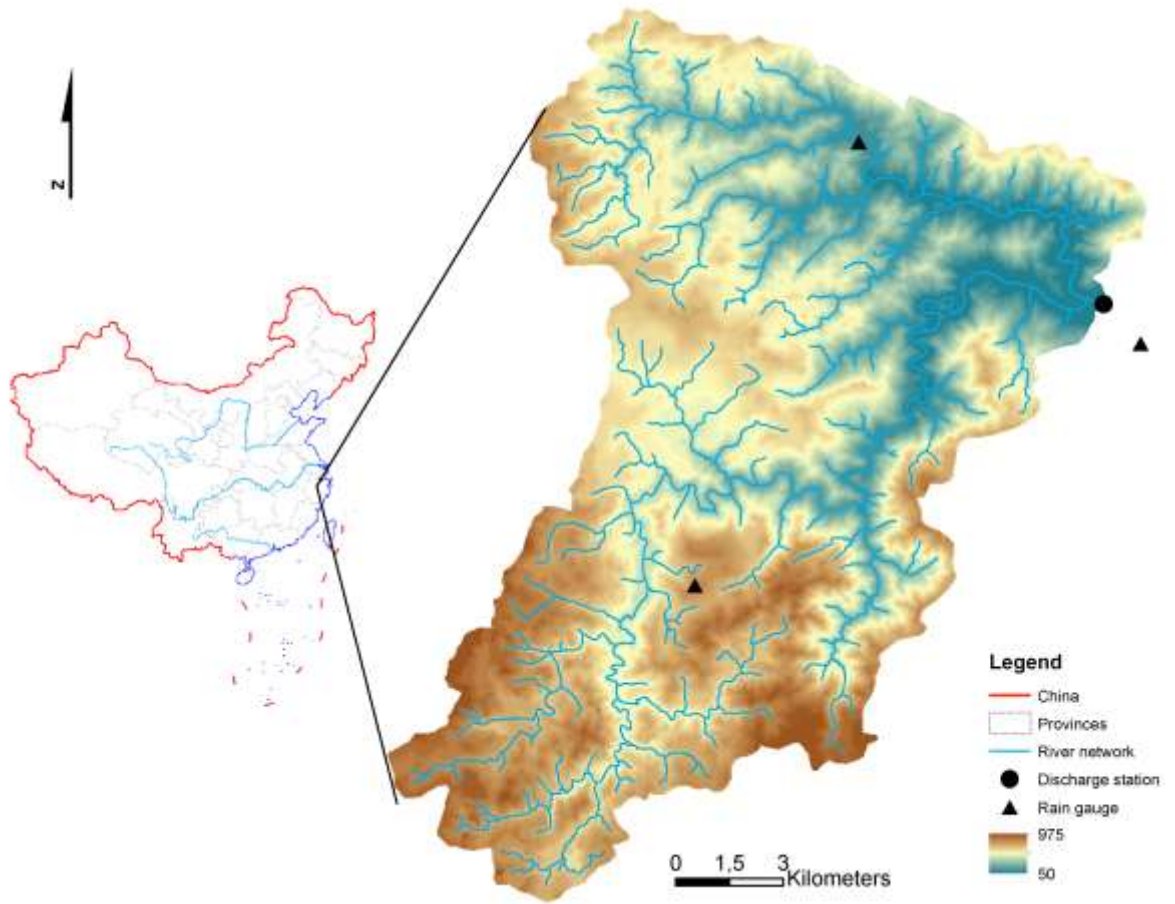 N
Legend
China
Provinces
River network
Discharge station
Rain gauge
975
50
0 1,5 3
Kilometers